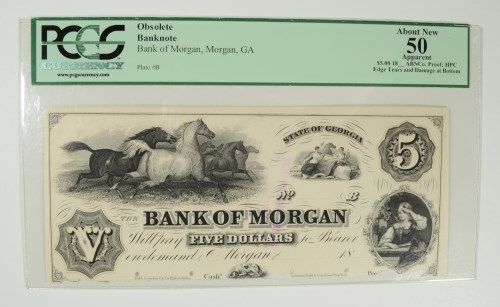 PCGS
CURRENCY
www.pcgscurrency.com
Obsolete
Banknote
Bank of Morgan, Morgan, GA
Plate #B
About New
50
Apparent
$5.00 18__ ABNCo. Proof; HPC
Edge Tears and Damage at Bottom
STATE OF GEORGIA
5
No B
THE
BANK OF MORGAN
V
Will pay FIVE DOLLARS to Bearer
on demand, Morgan, 18
Cash.r